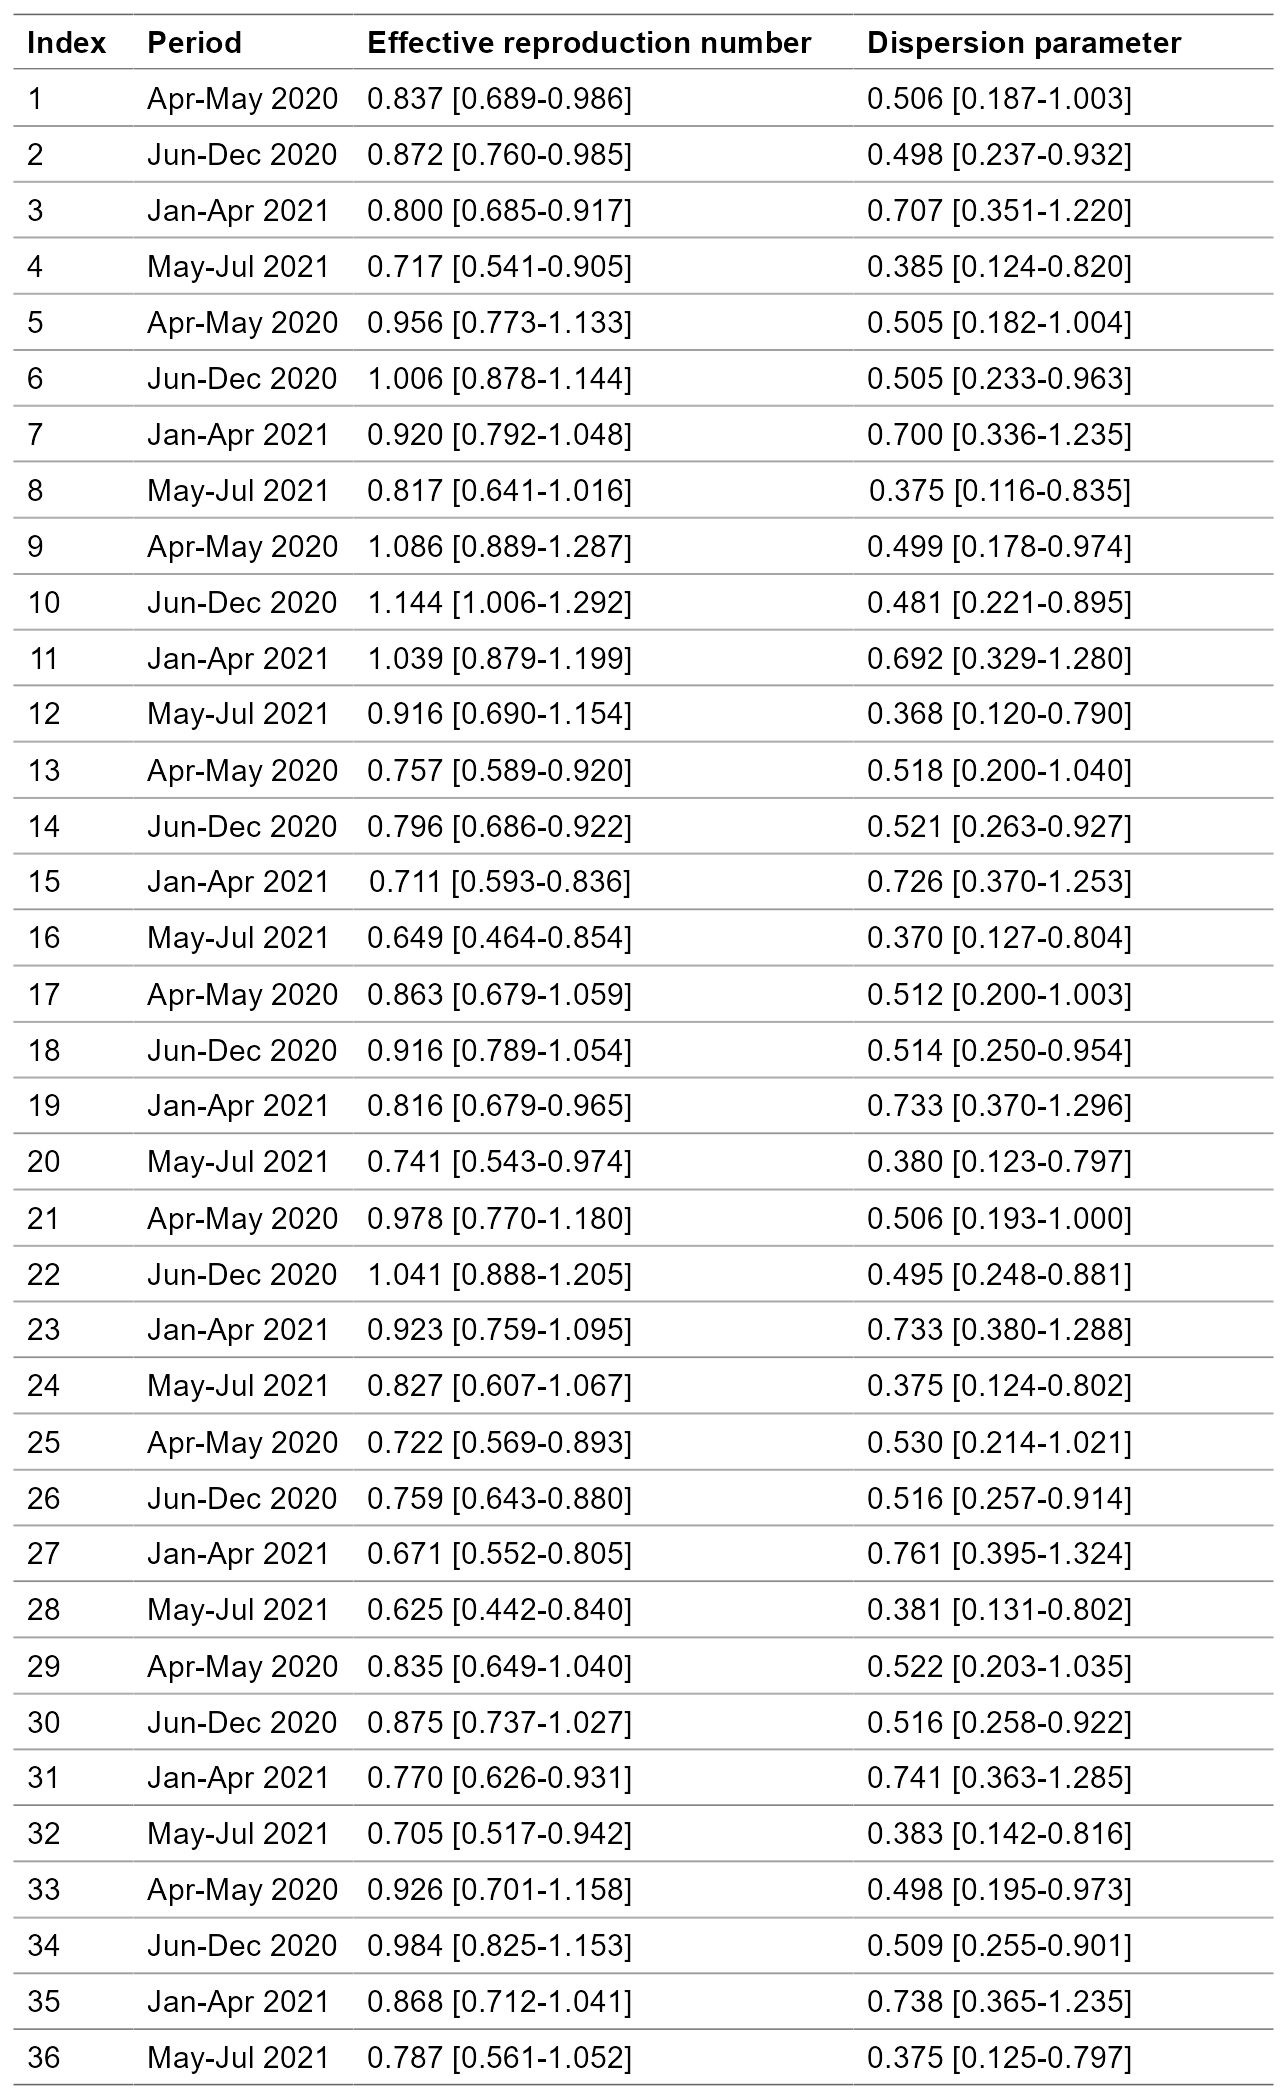 Index Period Effective reproduction number Dispersion parameter
1 Apr-May 2020 0.837 [0.689-0.986] 0.506 [0.187-1.003]
2 Jun-Dec 2020 0.872 [0.760-0.985] 0.498 [0.237-0.932]
3 Jan-Apr 2021 0.800 [0.685-0.917] 0.707 [0.351-1.220]
4 May-Jul 2021 0.717 [0.541-0.905] 0.385 [0.124-0.820]
5 Apr-May 2020 0.956 [0.773-1.133] 0.505 [0.182-1.004]
6 Jun-Dec 2020 1.006 [0.878-1.144] 0.505 [0.233-0.963]
7 Jan-Apr 2021 0.920 [0.792-1.048] 0.700 [0.336-1.235]
8 May-Jul 2021 0.817 [0.641-1.016] 0.375 [0.116-0.835]
9 Apr-May 2020 1.086 [0.889-1.287] 0.499 [0.178-0.974]
10 Jun-Dec 2020 1.144 [1.006-1.292] 0.481 [0.221-0.895]
11 Jan-Apr 2021 1.039 [0.879-1.199] 0.692 [0.329-1.280]
12 May-Jul 2021 0.916 [0.690-1.154] 0.368 [0.120-0.790]
13 Apr-May 2020 0.757 [0.589-0.920] 0.518 [0.200-1.040]
14 Jun-Dec 2020 0.796 [0.686-0.922] 0.521 [0.263-0.927]
15 Jan-Apr 2021 0.711 [0.593-0.836] 0.726 [0.370-1.253]
16 May-Jul 2021 0.649 [0.464-0.854] 0.370 [0.127-0.804]
17 Apr-May 2020 0.863 [0.679-1.059] 0.512 [0.200-1.003]
18 Jun-Dec 2020 0.916 [0.789-1.054] 0.514 [0.250-0.954]
19 Jan-Apr 2021 0.816 [0.679-0.965] 0.733 [0.370-1.296]
20 May-Jul 2021 0.741 [0.543-0.974] 0.380 [0.123-0.797]
21 Apr-May 2020 0.978 [0.770-1.180] 0.506 [0.193-1.000]
22 Jun-Dec 2020 1.041 [0.888-1.205] 0.495 [0.248-0.881]
23 Jan-Apr 2021 0.923 [0.759-1.095] 0.733 [0.380-1.288]
24 May-Jul 2021 0.827 [0.607-1.067] 0.375 [0.124-0.802]
25 Apr-May 2020 0.722 [0.569-0.893] 0.530 [0.214-1.021]
26 Jun-Dec 2020 0.759 [0.643-0.880] 0.516 [0.257-0.914]
27 Jan-Apr 2021 0.671 [0.552-0.805] 0.761 [0.395-1.324]
28 May-Jul 2021 0.625 [0.442-0.840] 0.381 [0.131-0.802]
29 Apr-May 2020 0.835 [0.649-1.040] 0.522 [0.203-1.035]
30 Jun-Dec 2020 0.875 [0.737-1.027] 0.516 [0.258-0.922]
31 Jan-Apr 2021 0.770 [0.626-0.931] 0.741 [0.363-1.285]
32 May-Jul 2021 0.705 [0.517-0.942] 0.383 [0.142-0.816]
33 Apr-May 2020 0.926 [0.701-1.158] 0.498 [0.195-0.973]
34 Jun-Dec 2020 0.984 [0.825-1.153] 0.509 [0.255-0.901]
35 Jan-Apr 2021 0.868 [0.712-1.041] 0.738 [0.365-1.235]
36 May-Jul 2021 0.787 [0.561-1.052] 0.375 [0.125-0.797]